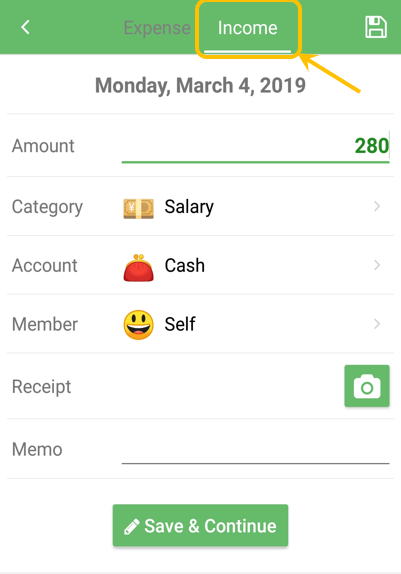 Expense Income
Monday, March 4, 2019
Amount 280
Category Salary
Account Cash
Member Self
Receipt
Memo
Save & Continue